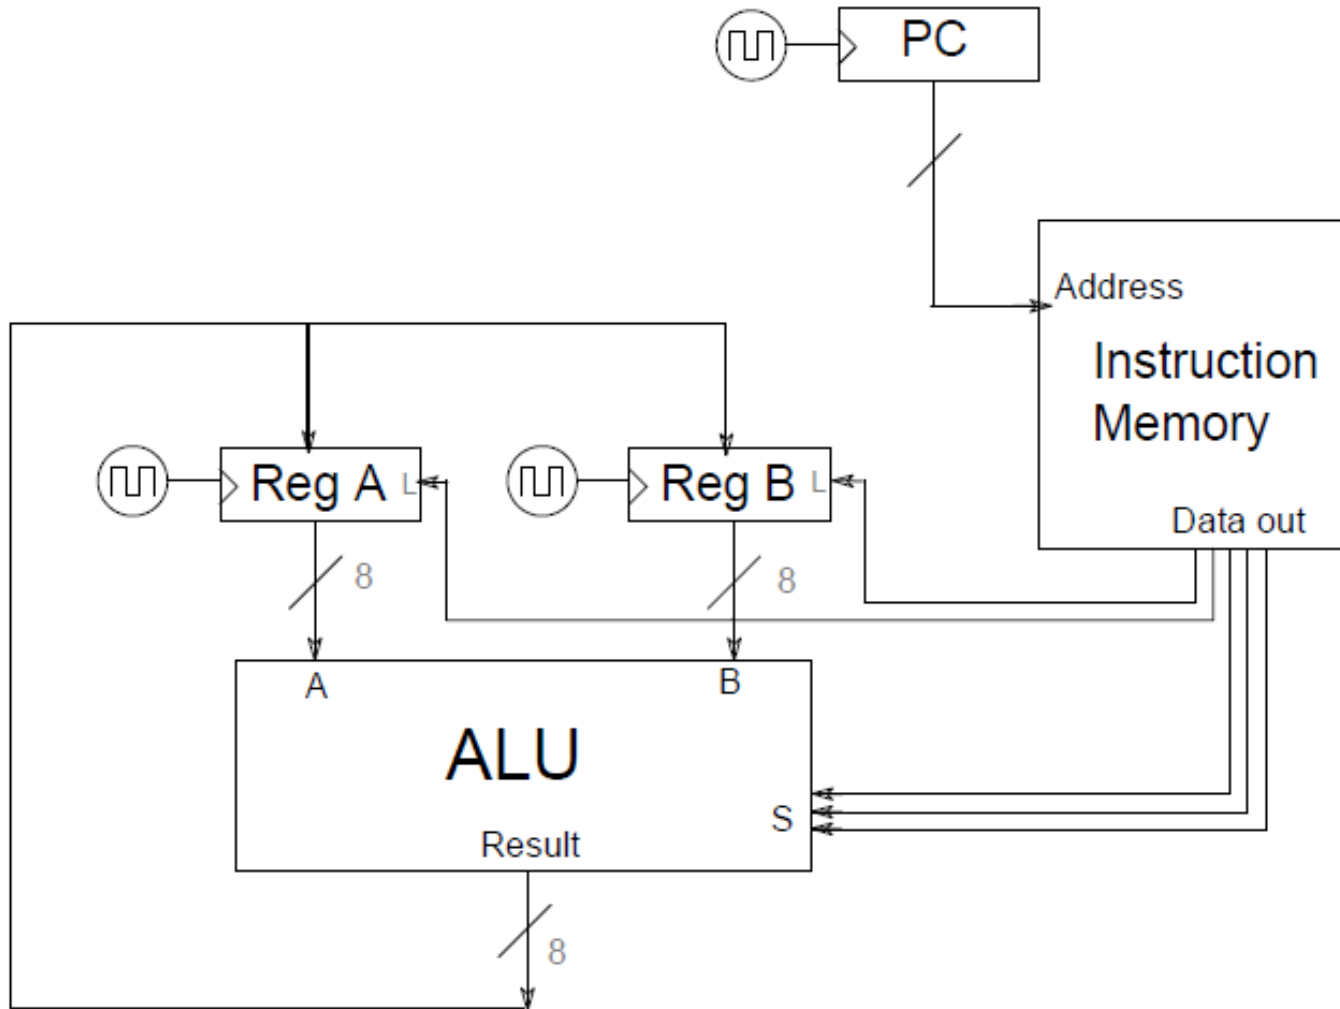 PC
Address
Instruction
Memory
Data out
Reg A L
Reg B L
8
8
A
B
ALU
S
Result
8